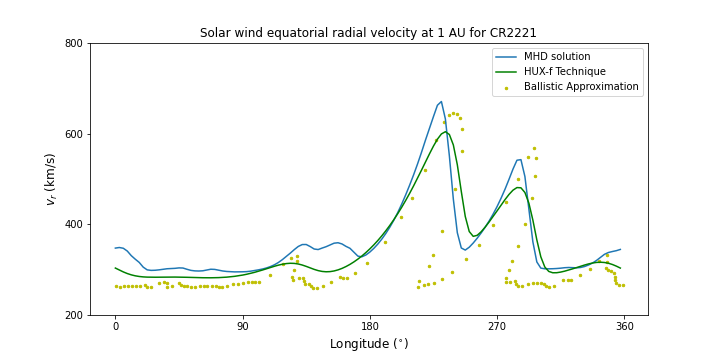 Solar wind equatorial radial velocity at 1 AU for CR2221
MHD solution
HUX-f Technique
Ballistic Approximation
800
600
400
200
v_r (km/s)
0 90 180 270 360
Longitude (°)